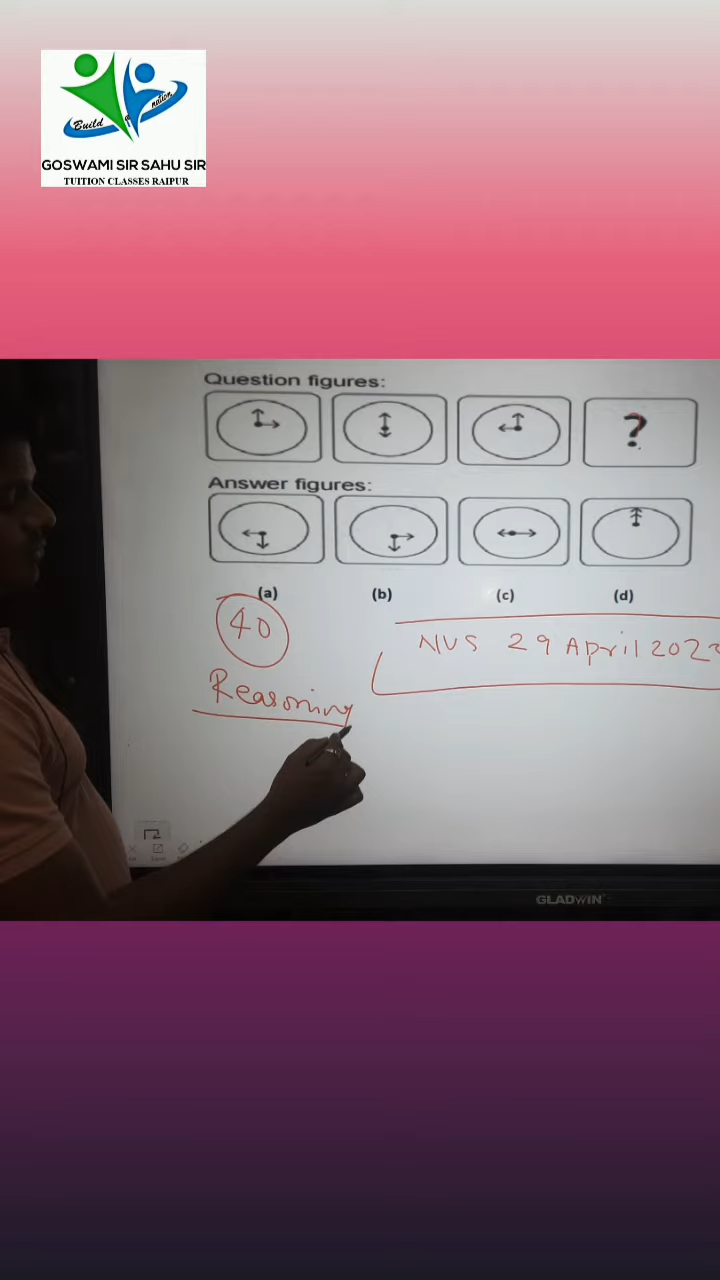 Build a nation
GOSWAMI SIR SAHU SIR
TUITION CLASSES RAIPUR
Question figures:
?
Answer figures:
(a) (b) (c) (d)
40
NVS 29 April 202
Reasoning
GLADWIN